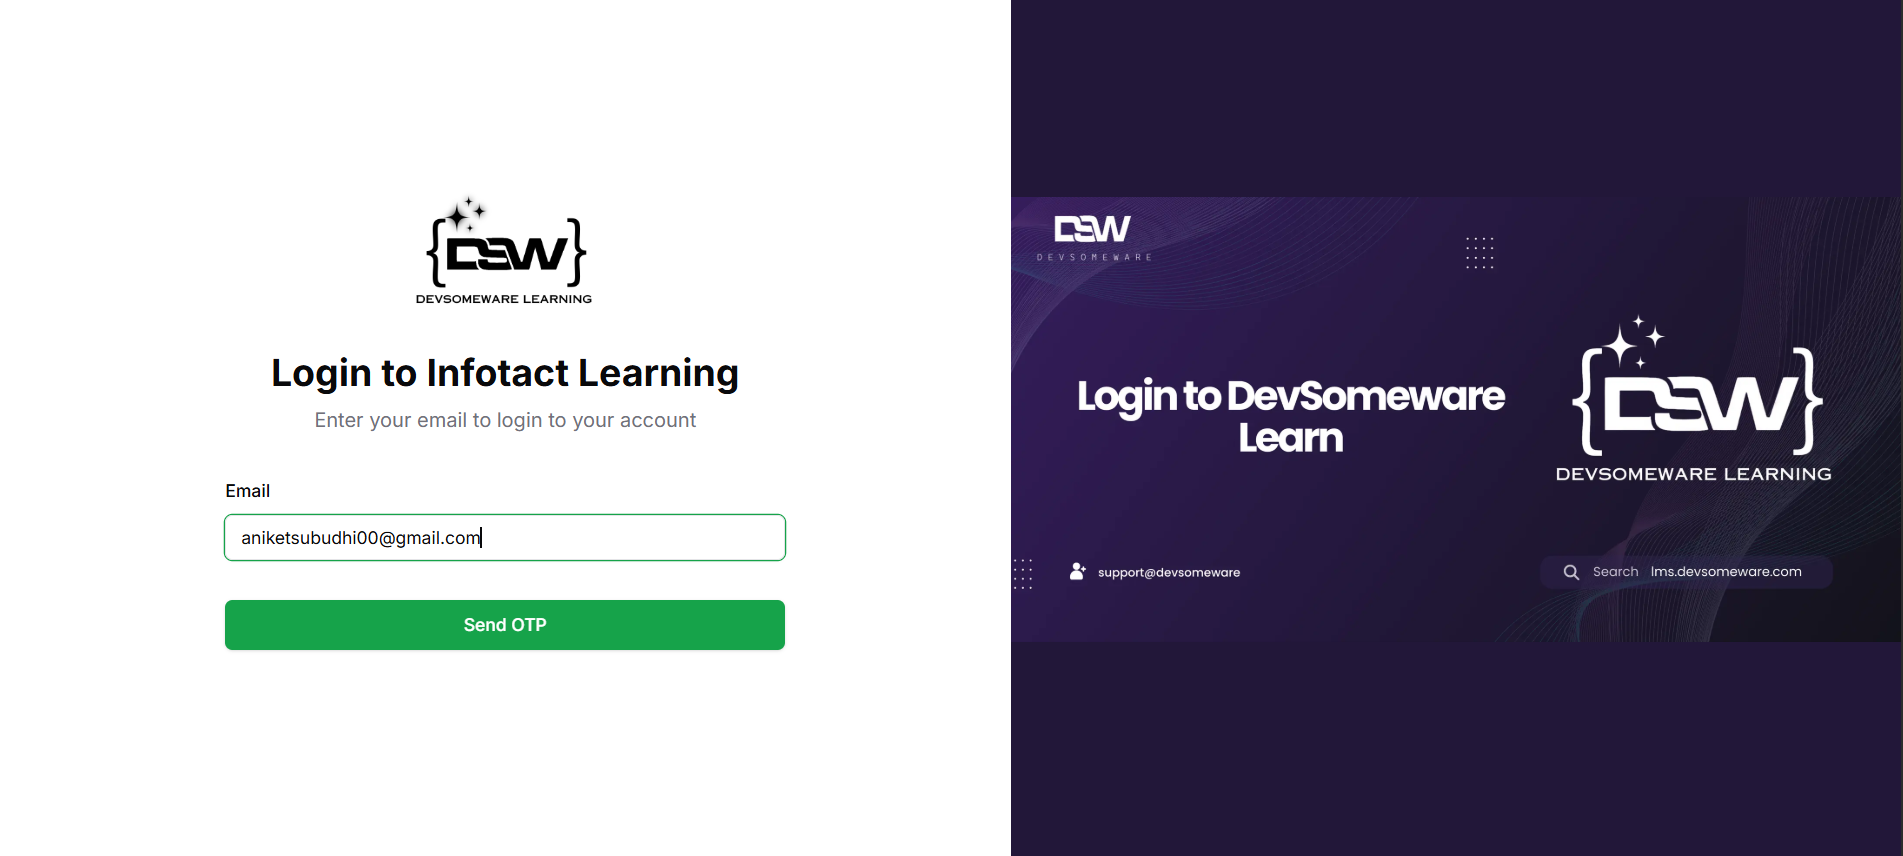 DSW
DEVSOMEWARE LEARNING
Login to Infotact Learning
Enter your email to login to your account
Email
aniketsubudhi00@gmail.com
Send OTP
DSW
DEVSOMEWARE
Login to DevSomeware
Learn
{DSW}
DEVSOMEWARE LEARNING
support@devsomeware
Search lms.devsomeware.com